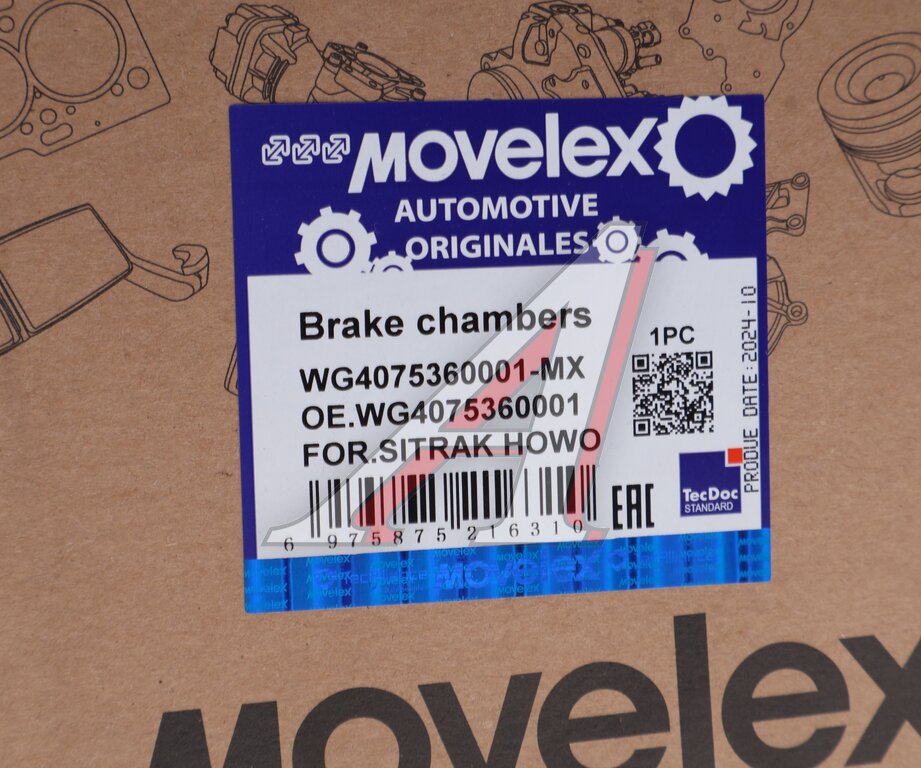 MOVELEX
AUTOMOTIVE
ORIGINALES
Brake chambers
WG4075360001-MX
OE.WG4075360001
FOR.SITRAK HOWO
1PC
PRODUE DATE:2024-10
EAC
TecDoc
STANDARD
6 975875 216310
MOVELEX
MOVELEX